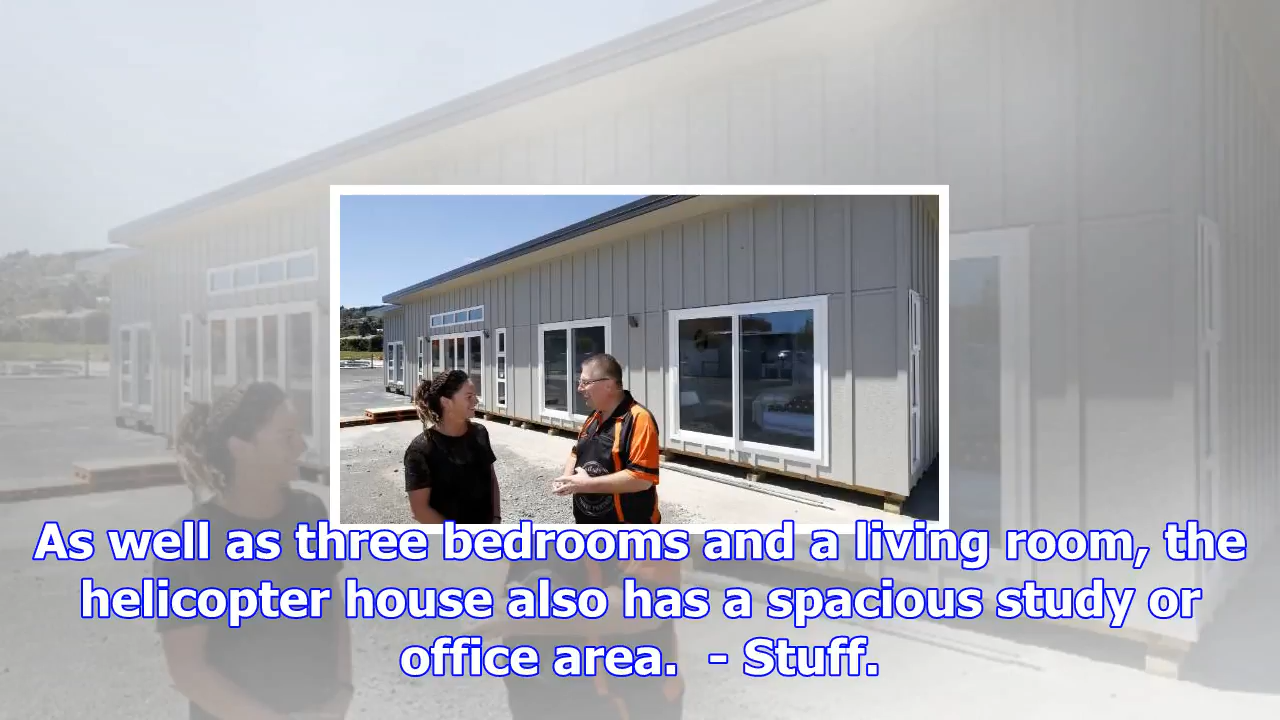 As well as three bedrooms and a living room, the
helicopter house also has a spacious study or
office area.  - Stuff.